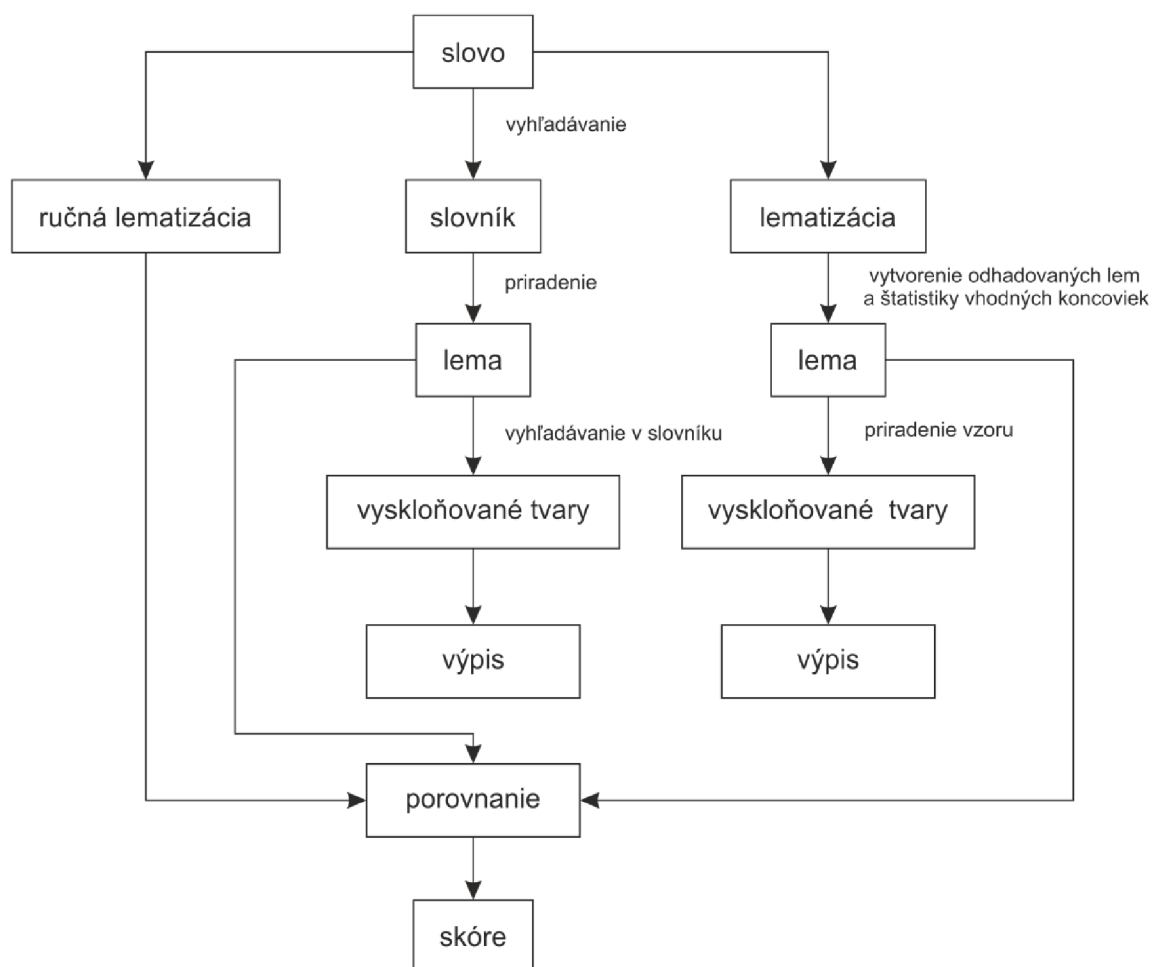 slovo
vyhľadávanie
ručná lematizácia
slovník
lematizácia
priradenie
vytvorenie odhadovaných lem
a štatistiky vhodných koncoviek
lema
lema
vyhľadávanie v slovníku
priradenie vzoru
vyskloňované tvary
vyskloňované tvary
výpis
výpis
porovnanie
skóre